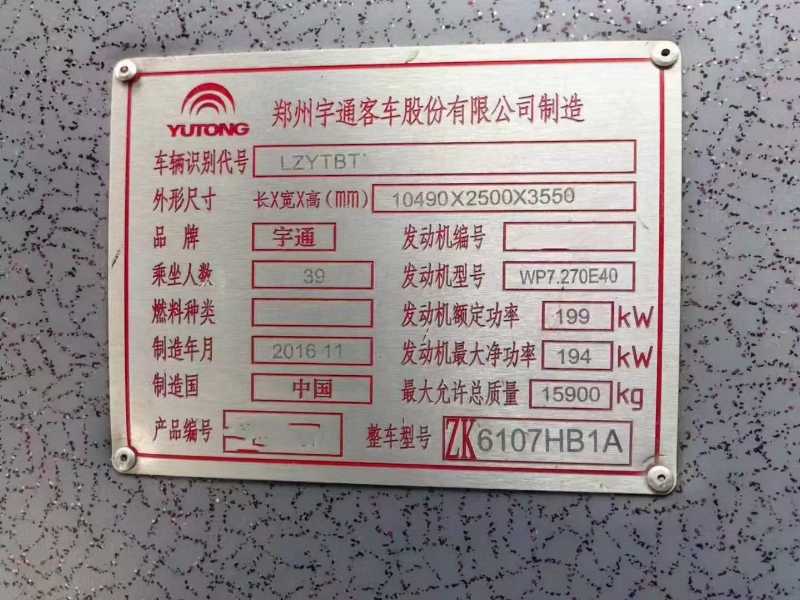 YUTONG 郑州宇通客车股份有限公司制造
车辆识别代号 LZYTBT
外形尺寸 长X宽X高(mm) 10490X2500X3550
品牌 宇通 发动机编号
乘坐人数 39 发动机型号 WP7.270E40
燃料种类 发动机额定功率 199 kW
制造年月 2016 11 发动机最大净功率 194 kW
制造国 中国 最大允许总质量 15900 kg
产品编号 整车型号 ZK6107HB1A